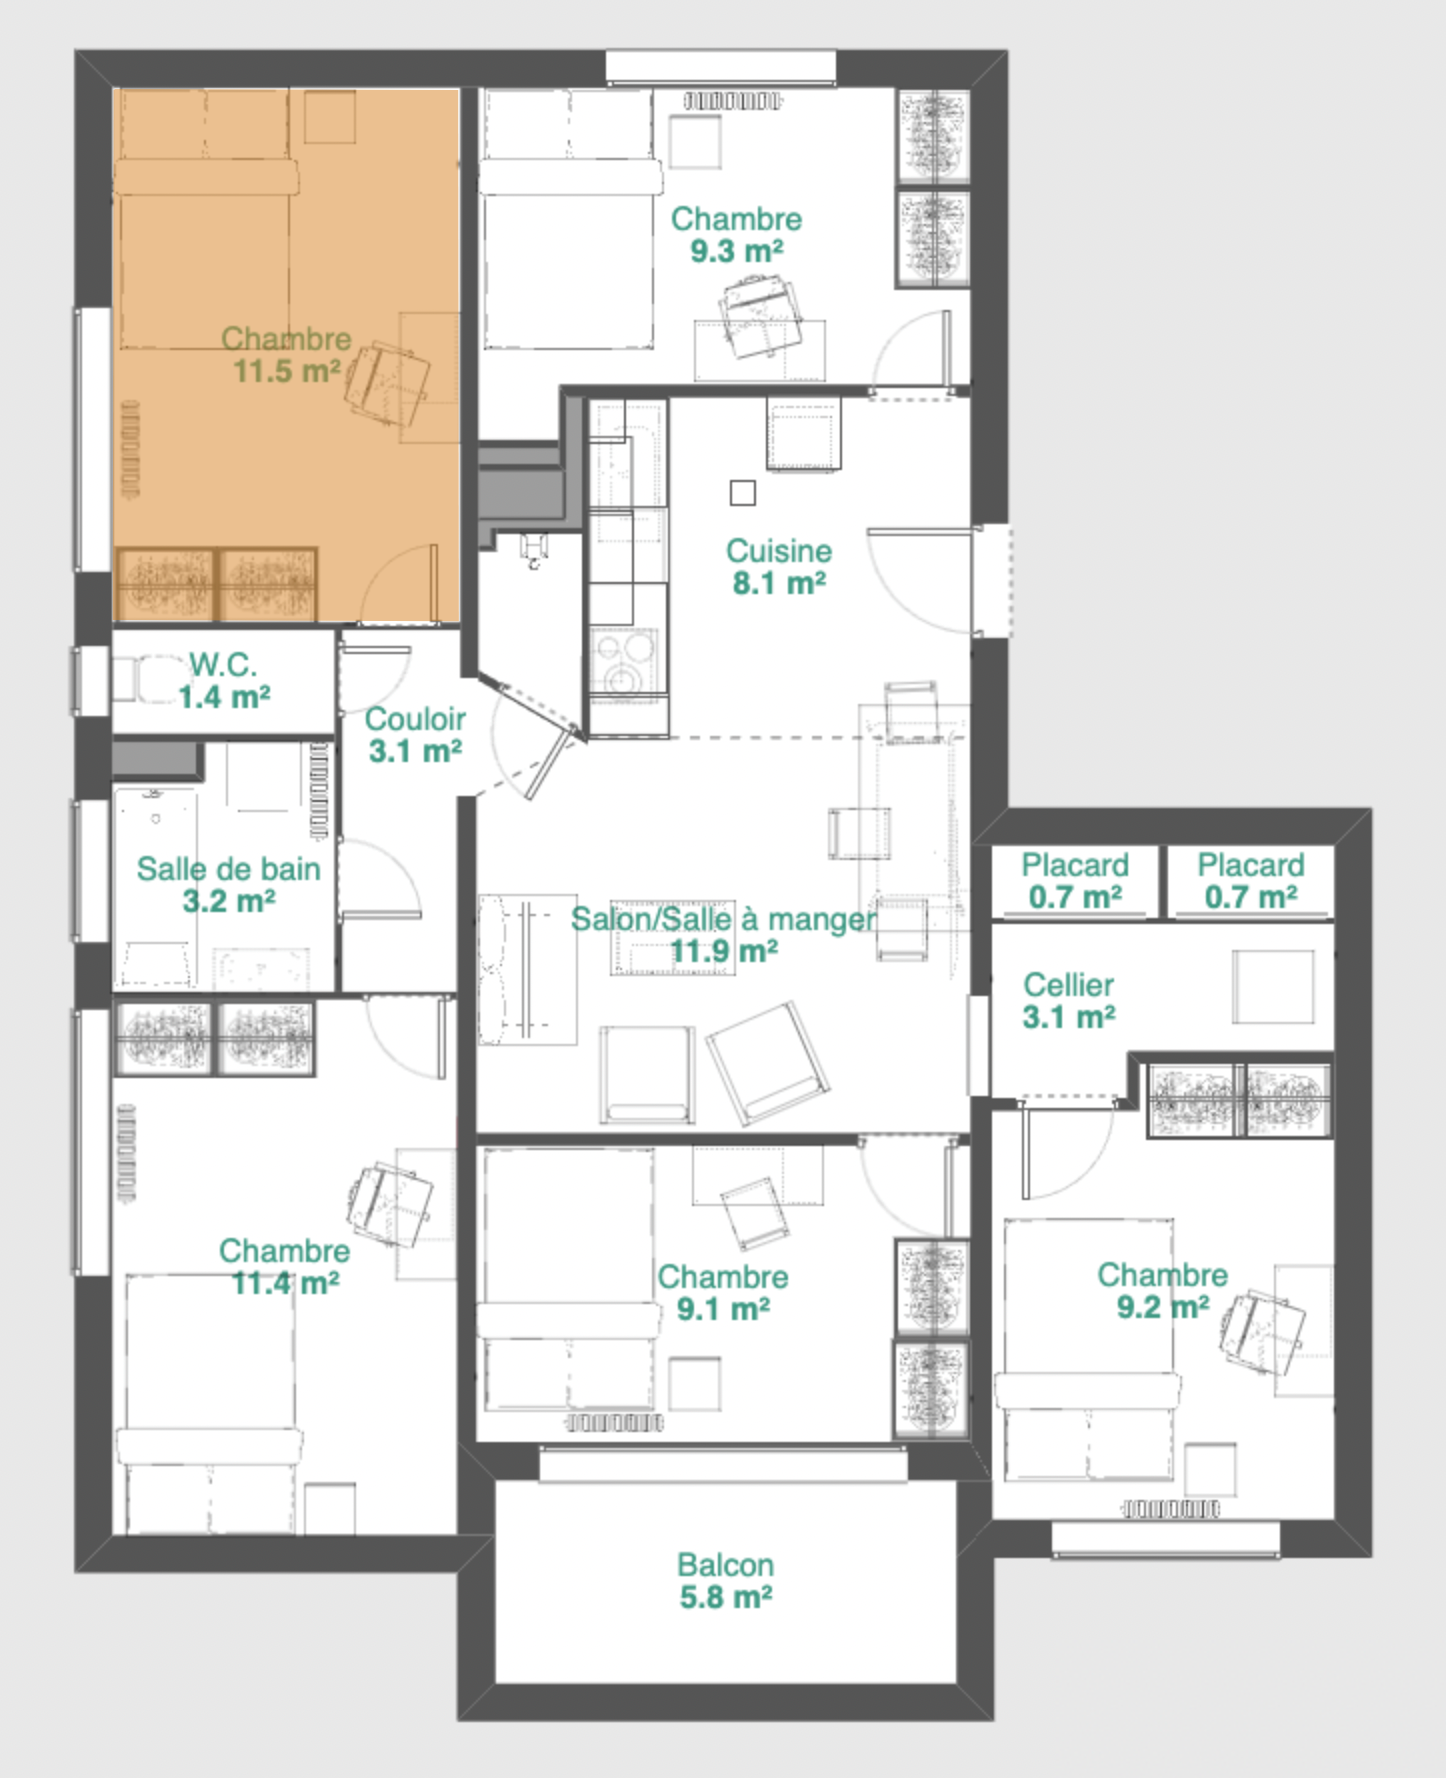 Chambre
9.3 m²
Chambre
11.5 m²
Cuisine
8.1 m²
W.C.
1.4 m²
Couloir
3.1 m²
Salle de bain
3.2 m²
Placard
0.7 m²
Placard
0.7 m²
Salon/Salle à manger
11.9 m²
Cellier
3.1 m²
Chambre
11.4 m²
Chambre
9.1 m²
Chambre
9.2 m²
Balcon
5.8 m²